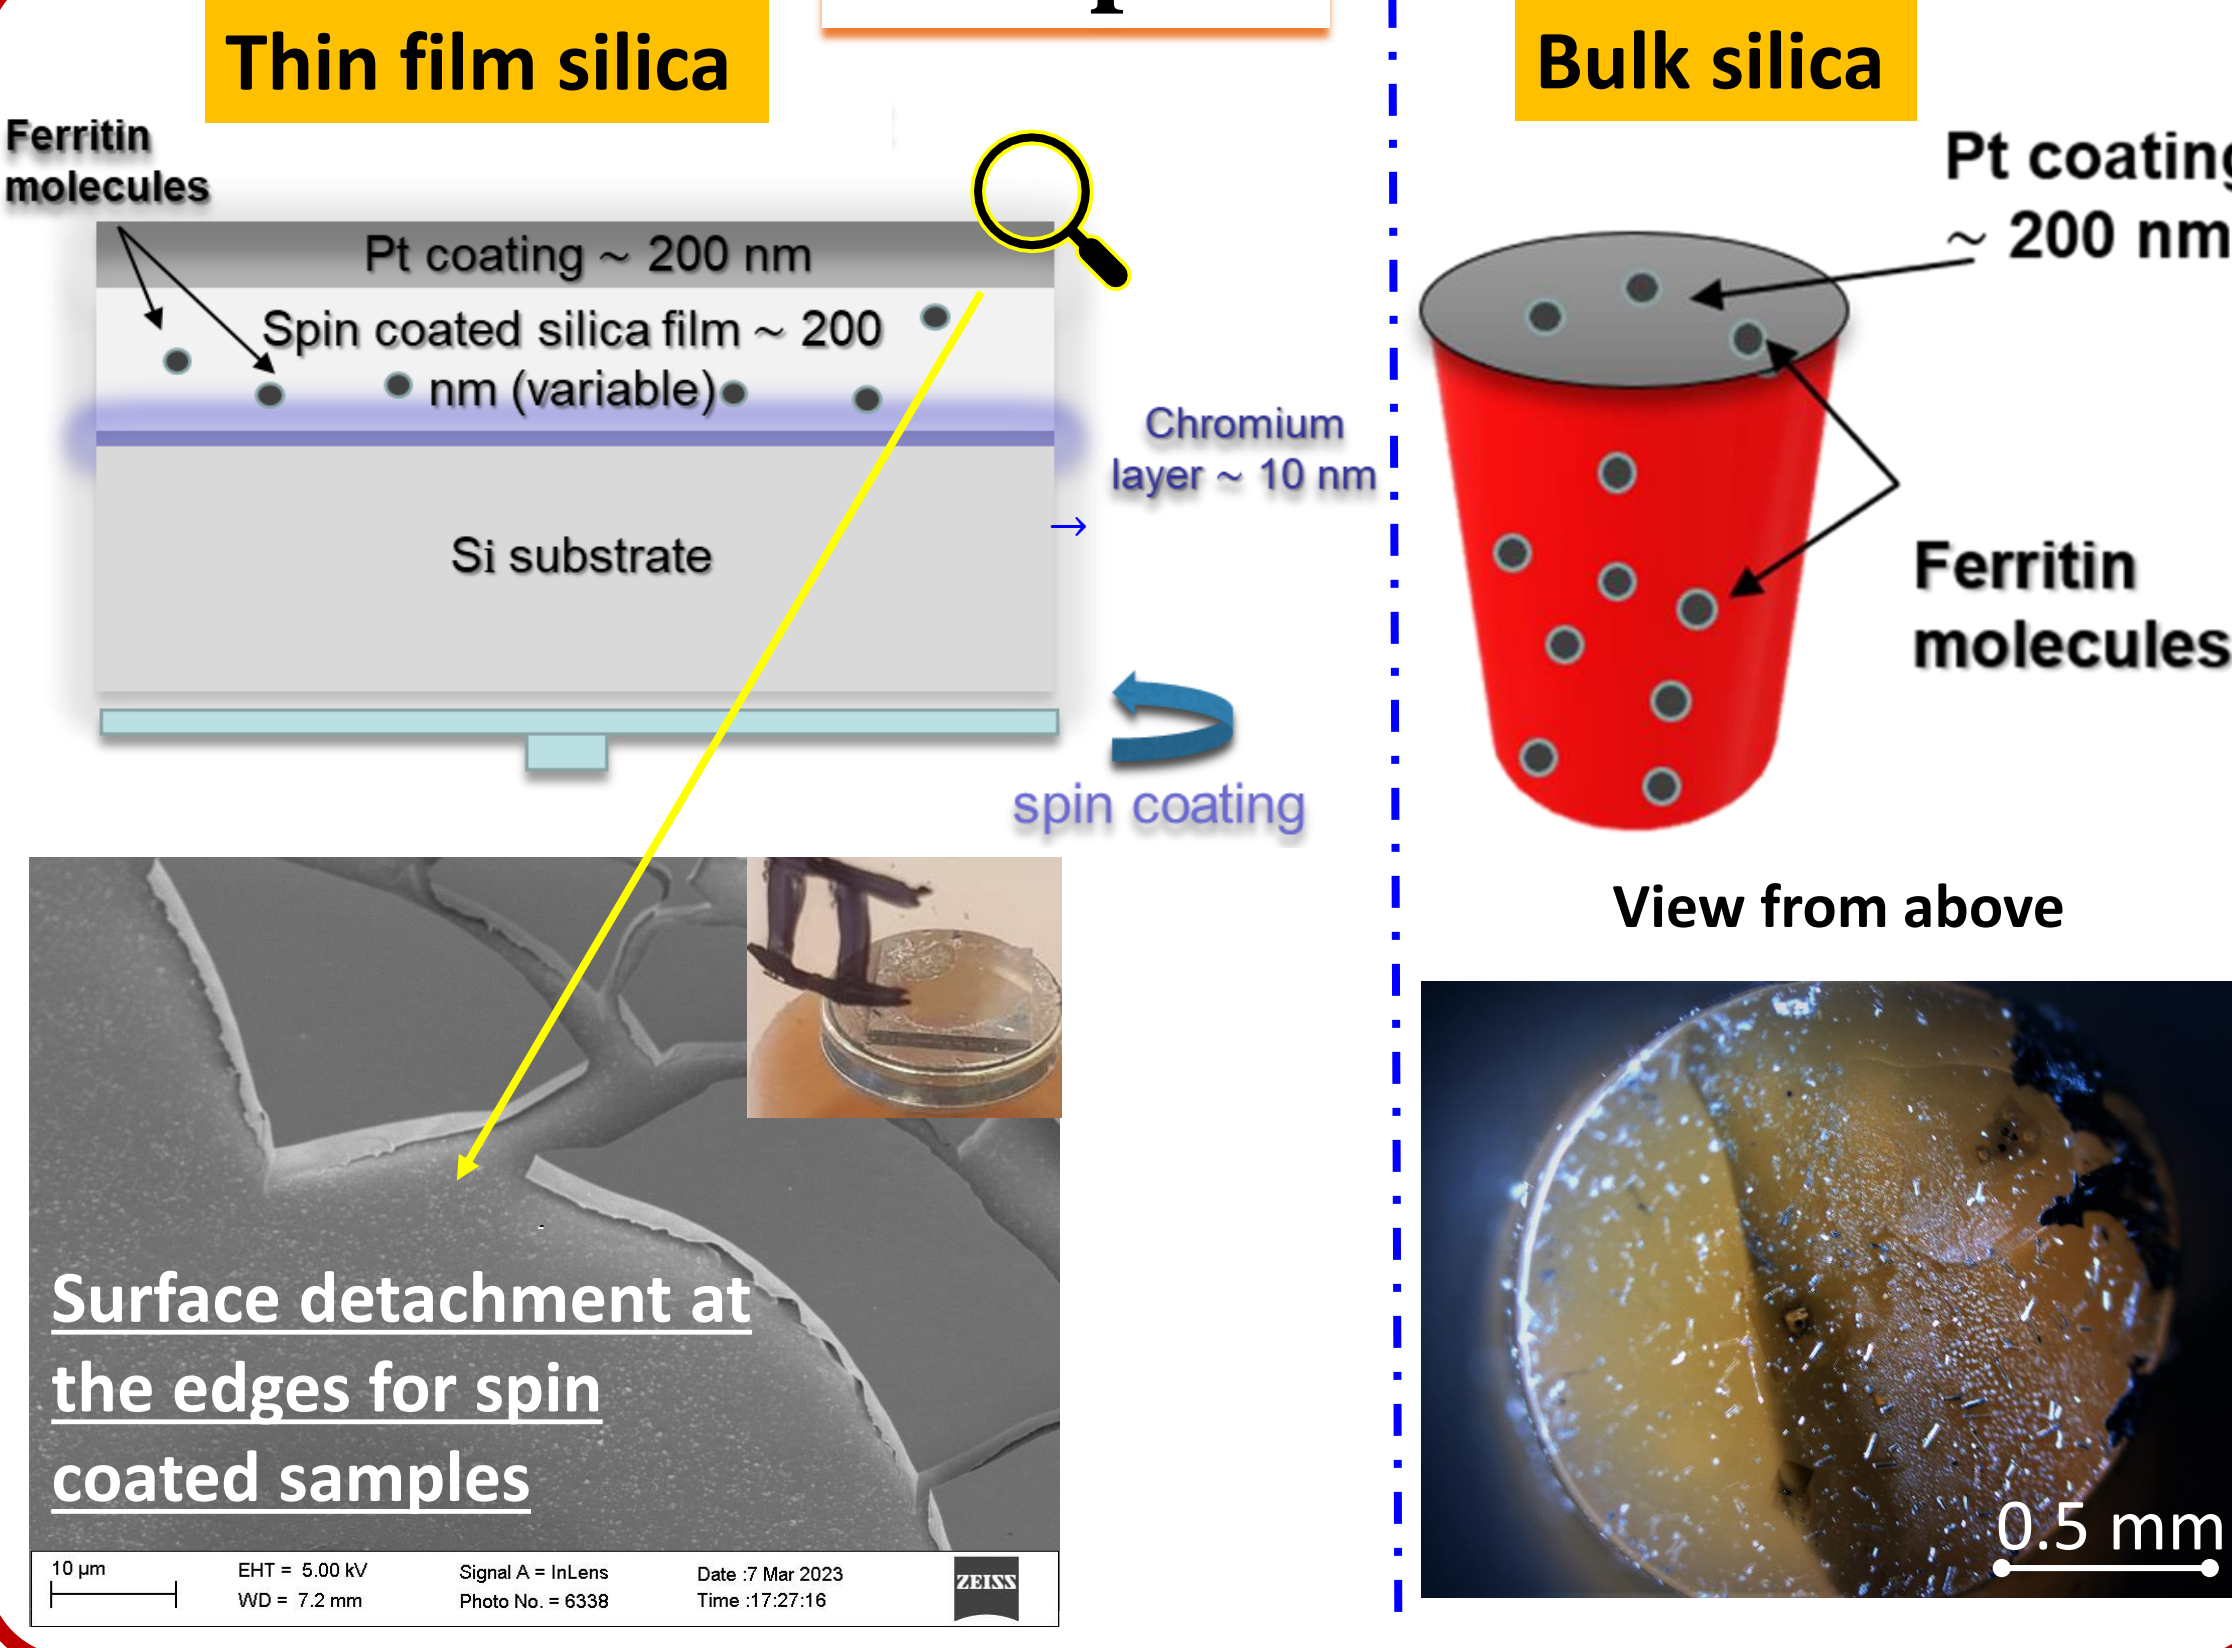 Thin film silica
Ferritin
molecules
Pt coating ~ 200 nm
Spin coated silica film ~ 200
nm (variable)
Chromium
layer ~ 10 nm
→
Si substrate
spin coating
Surface detachment at
the edges for spin
coated samples
10 µm
EHT = 5.00 kV
WD = 7.2 mm
Signal A = InLens
Photo No. = 6338
Date :7 Mar 2023
Time :17:27:16
ZEISS
Bulk silica
Pt coating
~ 200 nm
Ferritin
molecules
View from above
0.5 mm